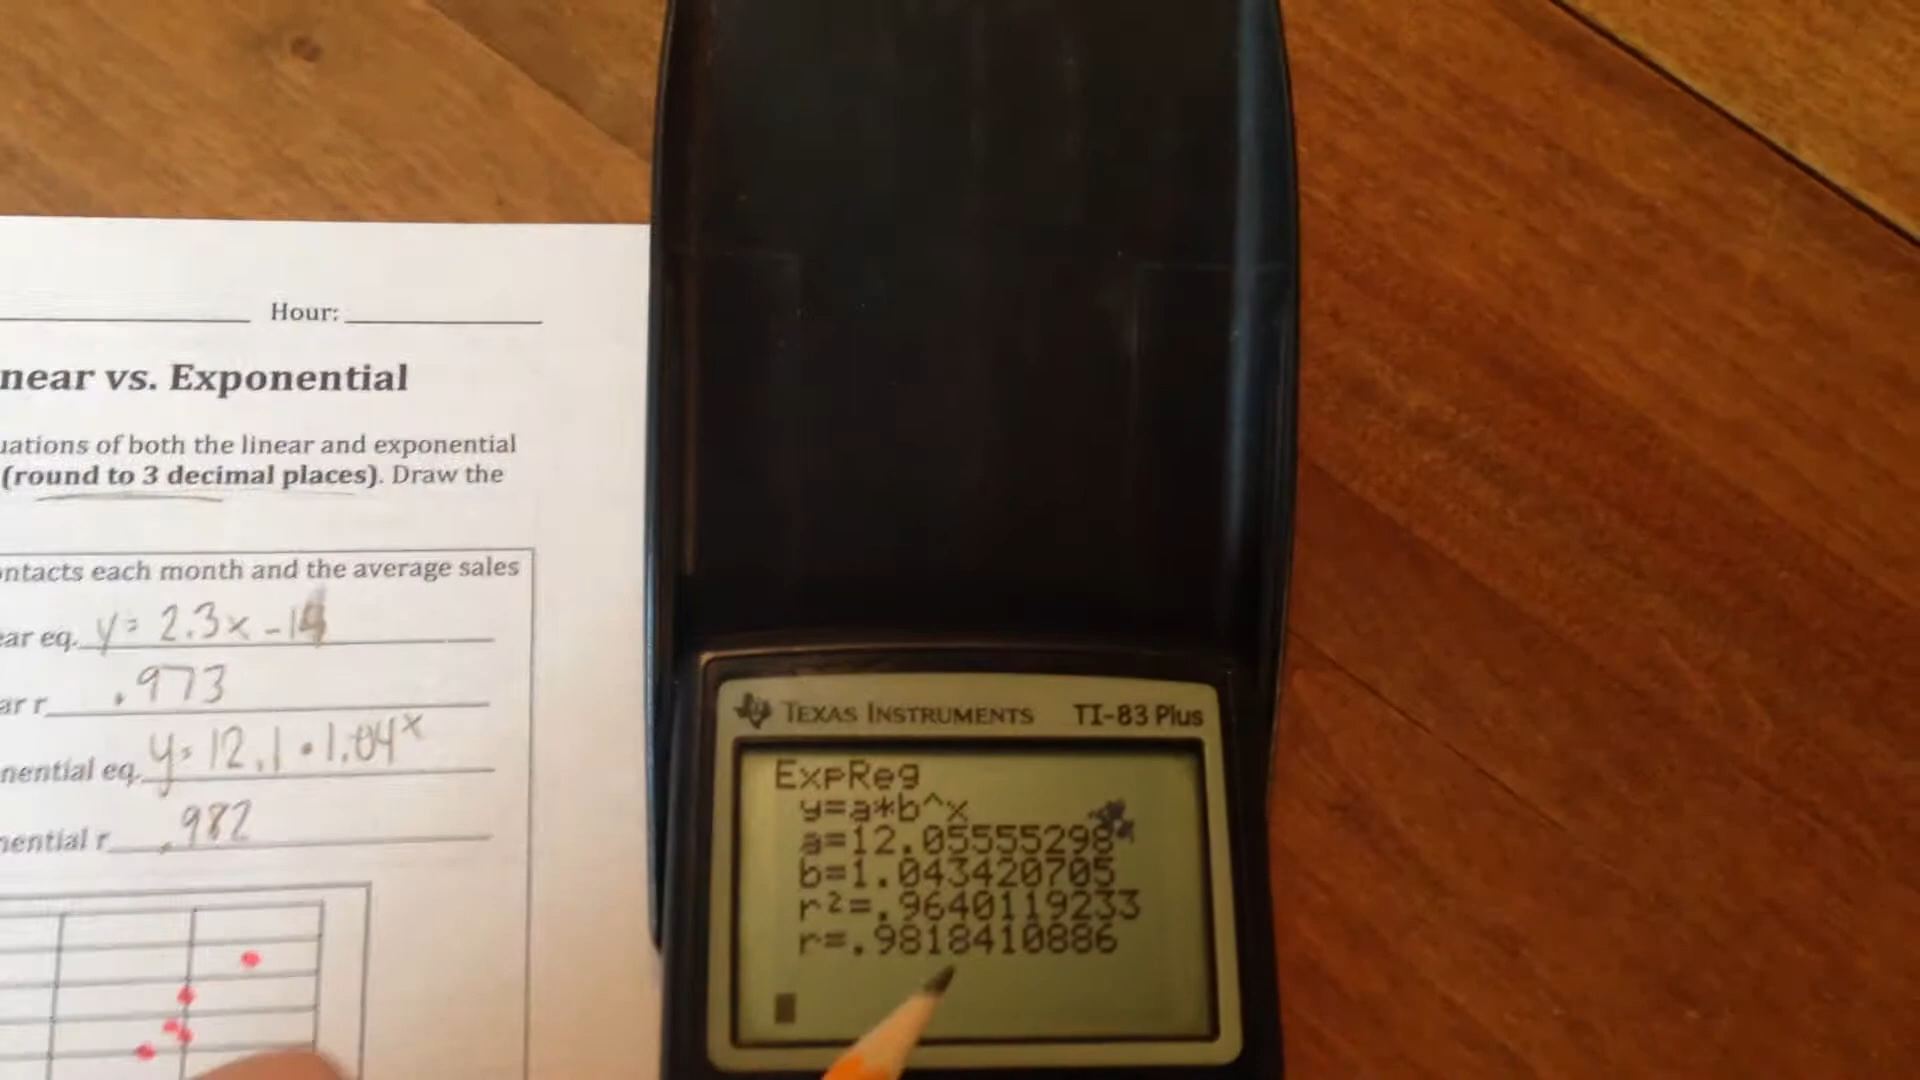 Hour:
near vs. Exponential
uations of both the linear and exponential
(round to 3 decimal places). Draw the
ontacts each month and the average sales
ear eq. y = 2.3x -
ar r .973
nential eq. y = 12.1 • 1.04^x
nential r .982
TEXAS INSTRUMENTS TI-83 Plus
ExpReg
y=a*b^x
a=12.05555298
b=1.043420705
r²=.9640119233
r=.9818410886